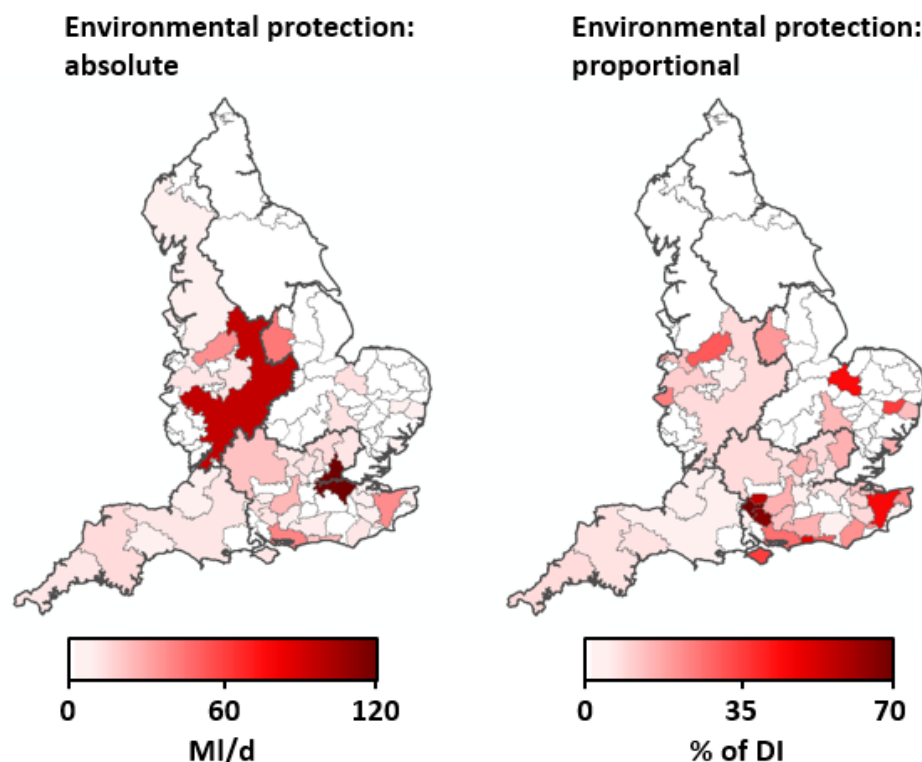 Environmental protection:
absolute
Environmental protection:
proportional
0
60
120
Ml/d
0
35
70
% of DI